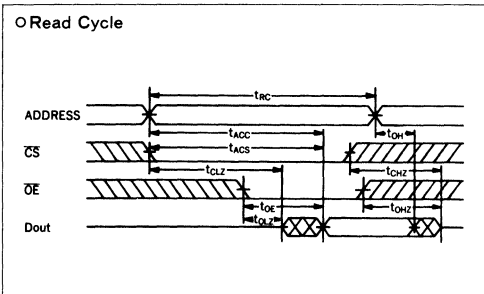 ○ Read Cycle
tRC
ADDRESS
tACC
tOH
CS
tACS
tCLZ
tCHZ
OE
tOE
tOHZ
tOLZ
Dout